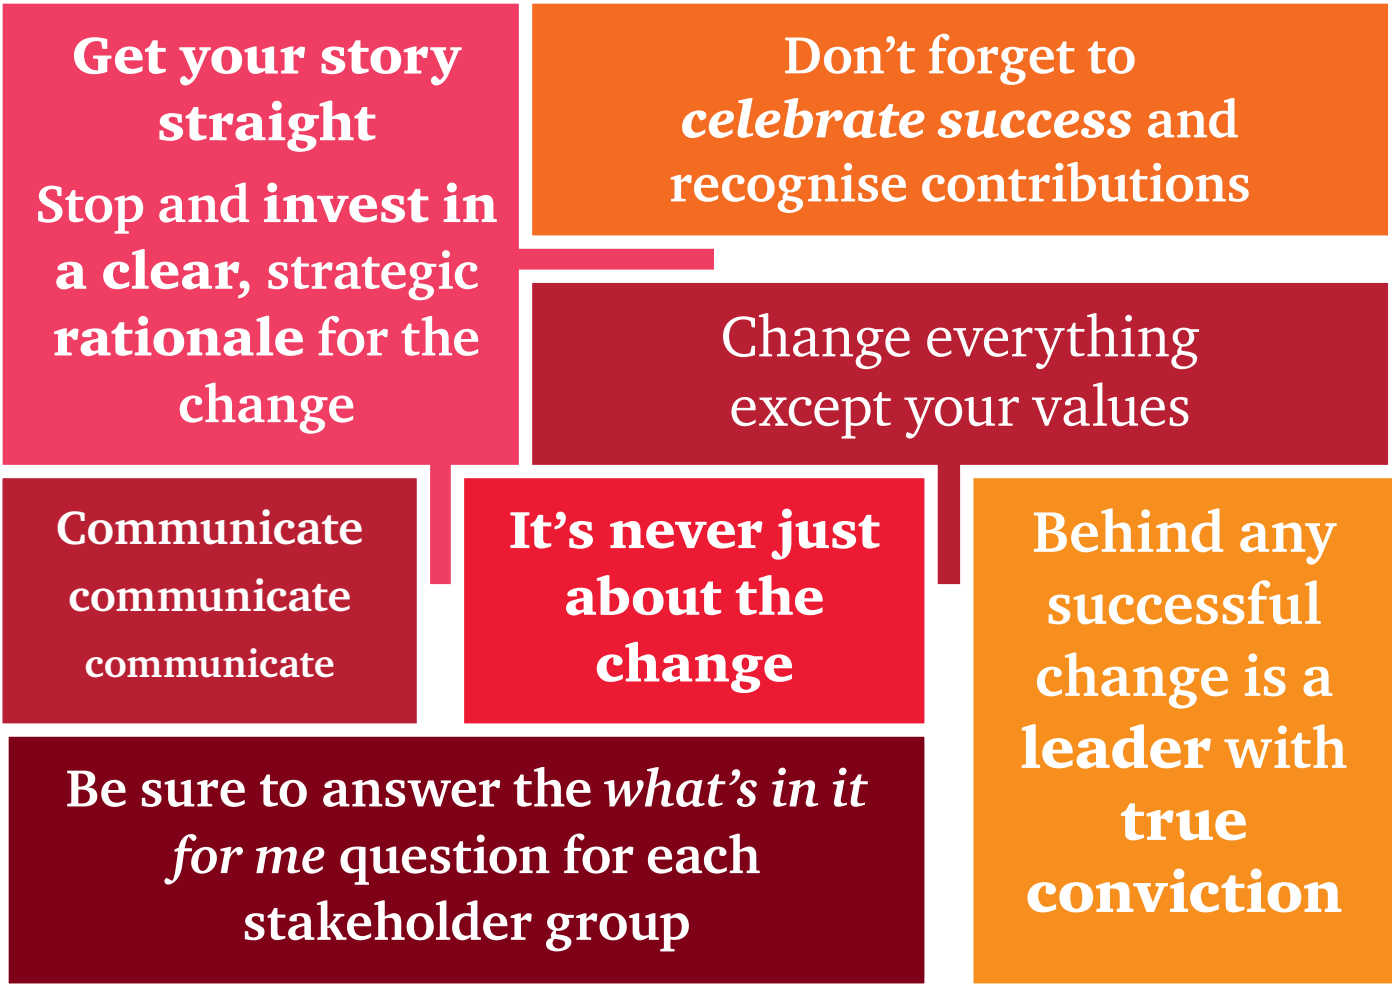 Get your story
straight
Stop and invest in
a clear, strategic
rationale for the
change
Don’t forget to
celebrate success and
recognise contributions
Change everything
except your values
Communicate
communicate
communicate
It’s never just
about the
change
Behind any
successful
change is a
leader with
true
conviction
Be sure to answer the what’s in it
for me question for each
stakeholder group